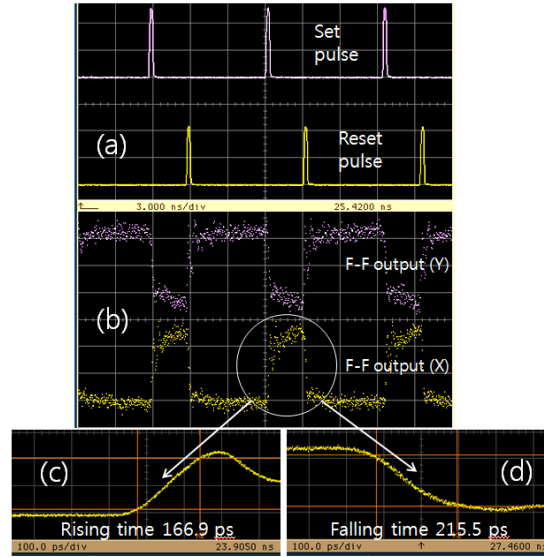 Set
pulse
Reset
pulse
(a)
3.000 ns/div
25.4200 ns
F-F output (Y)
(b)
F-F output (X)
(c)
(d)
Rising time 166.9 ps
Falling time 215.5 ps
100.0 ps/div
23.9050 ns
100.0 ps/div
27.4600 ns